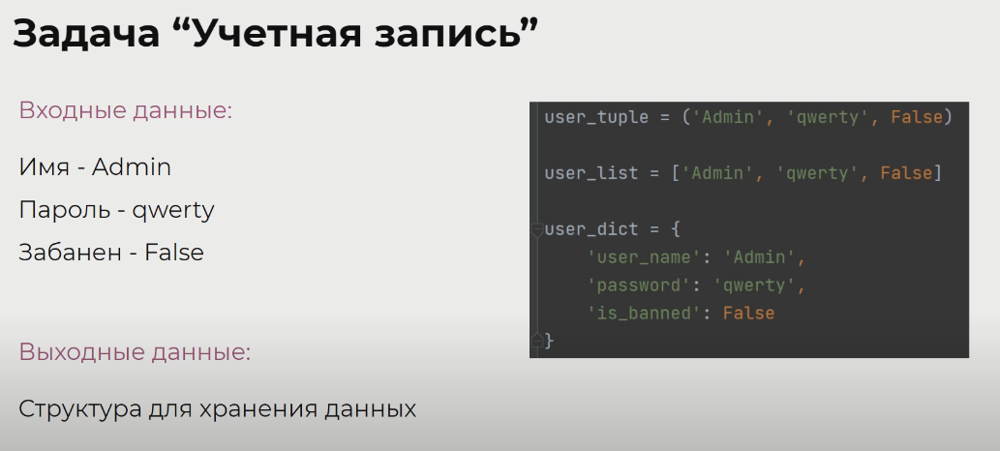 Задача “Учетная запись”
Входные данные:
Имя - Admin
Пароль - qwerty
Забанен - False
Выходные данные:
Структура для хранения данных
user_tuple = ('Admin', 'qwerty', False)
user_list = ['Admin', 'qwerty', False]
user_dict = {
    'user_name': 'Admin',
    'password': 'qwerty',
    'is_banned': False
}